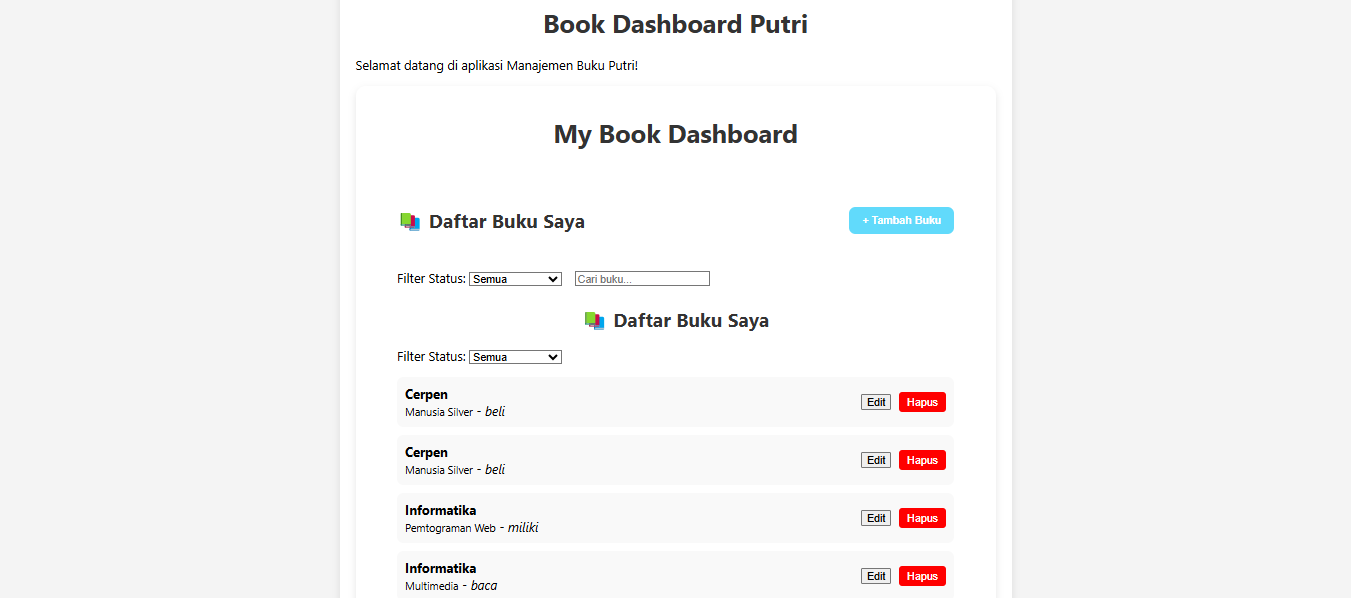 Book Dashboard Putri
Selamat datang di aplikasi Manajemen Buku Putri!
My Book Dashboard
Daftar Buku Saya
+ Tambah Buku
Filter Status: Semua Cari buku...
Daftar Buku Saya
Filter Status: Semua
Cerpen
Manusia Silver - beli
Edit Hapus
Cerpen
Manusia Silver - beli
Edit Hapus
Informatika
Pemtograman Web - miliki
Edit Hapus
Informatika
Multimedia - baca
Edit Hapus